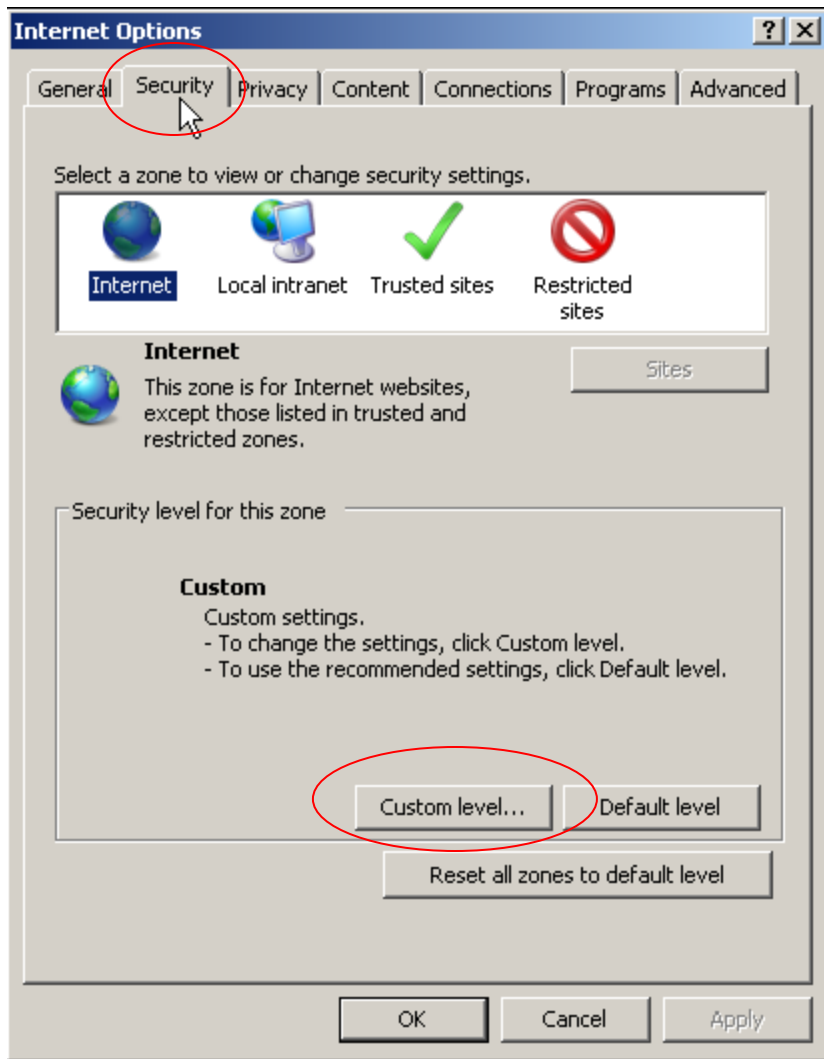 Internet Options
General Security Privacy Content Connections Programs Advanced
Select a zone to view or change security settings.
Internet Local intranet Trusted sites Restricted
sites
Internet
Sites
This zone is for Internet websites,
except those listed in trusted and
restricted zones.
Security level for this zone
Custom
Custom settings.
- To change the settings, click Custom level.
- To use the recommended settings, click Default level.
Custom level... Default level
Reset all zones to default level
OK Cancel Apply